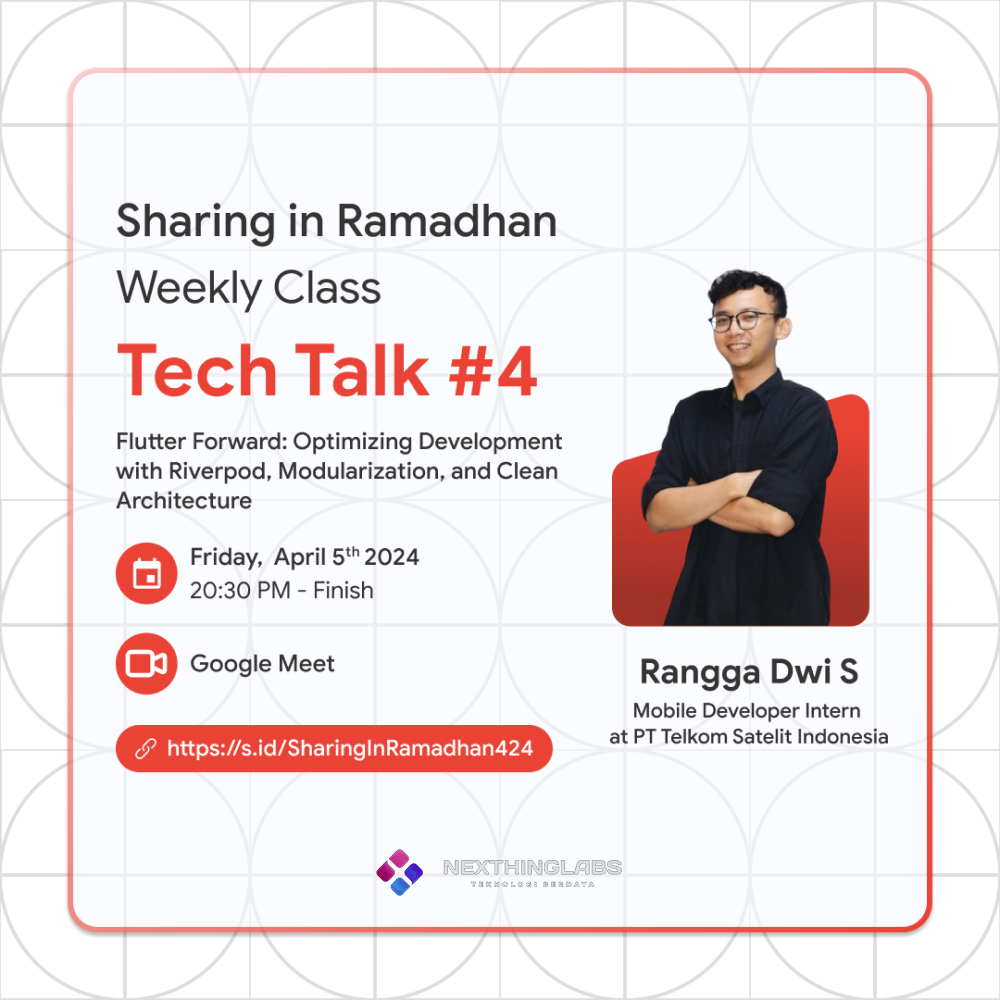 Sharing in Ramadhan
Weekly Class
Tech Talk #4
Flutter Forward: Optimizing Development
with Riverpod, Modularization, and Clean
Architecture
Friday, April 5th 2024
20:30 PM - Finish
Google Meet
https://s.id/SharingInRamadhan424
Rangga Dwi S
Mobile Developer Intern
at PT Telkom Satelit Indonesia
NEXTHINGLABS
TEKNOLOGI BERDAYA